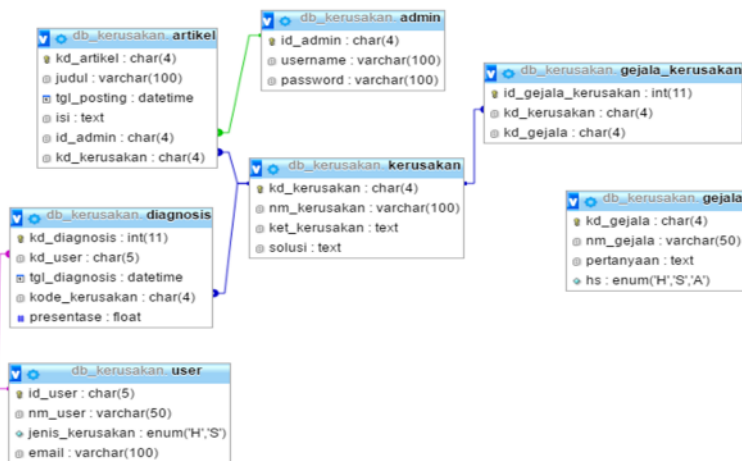 db_kerusakan artikel
kd_artikel : char(4)
judul : varchar(100)
tgl_posting : datetime
isi : text
id_admin : char(4)
kd_kerusakan : char(4)
db_kerusakan admin
id_admin : char(4)
username : varchar(100)
password : varchar(100)
db_kerusakan gejala_kerusakan
id_gejala_kerusakan : int(11)
kd_kerusakan : char(4)
kd_gejala : char(4)
db_kerusakan kerusakan
kd_kerusakan : char(4)
nm_kerusakan : varchar(100)
ket_kerusakan : text
solusi : text
db_kerusakan gejala
kd_gejala : char(4)
nm_gejala : varchar(50)
pertanyaan : text
hs : enum('H','S','A')
db_kerusakan diagnosis
kd_diagnosis : int(11)
kd_user : char(5)
tgl_diagnosis : datetime
kode_kerusakan : char(4)
presentase : float
db_kerusakan user
id_user : char(5)
nm_user : varchar(50)
jenis_kerusakan : enum('H','S')
email : varchar(100)